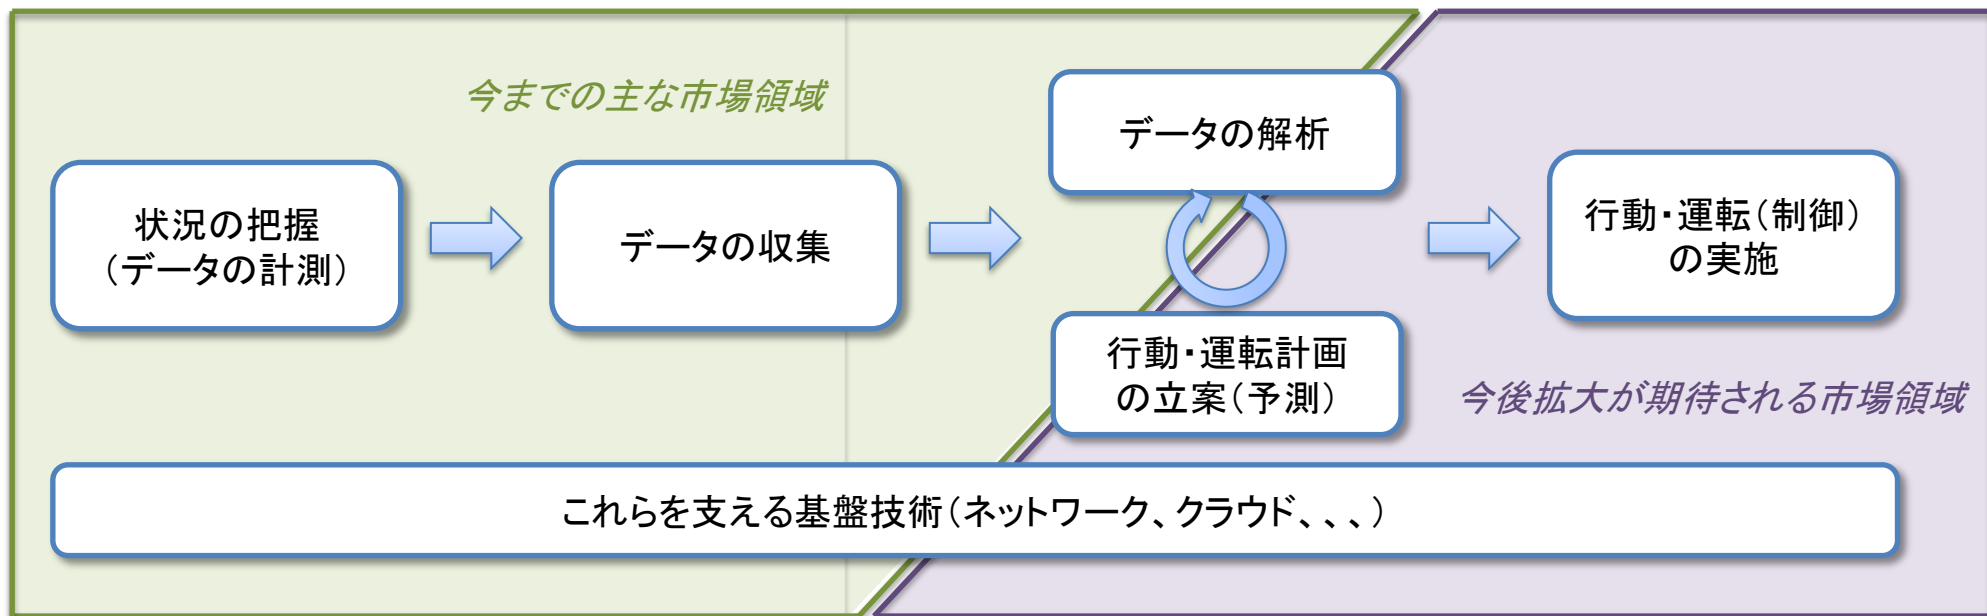 今までの主な市場領域
データの解析
状況の把握
（データの計測）
データの収集
行動・運転（制御）
の実施
行動・運転計画
の立案（予測）
今後拡大が期待される市場領域
これらを支える基盤技術（ネットワーク、クラウド、、、）